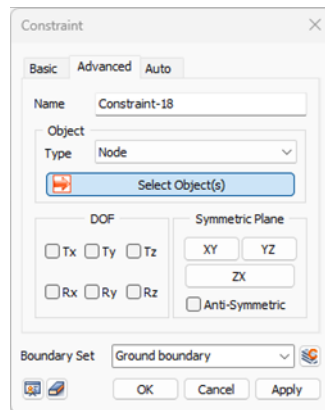 Constraint
Basic Advanced Auto
Name Constraint-18
Object
Type Node
Select Object(s)
DOF Symmetric Plane
Tx Ty Tz XY YZ
ZX
Rx Ry Rz Anti-Symmetric
Boundary Set Ground boundary
OK Cancel Apply